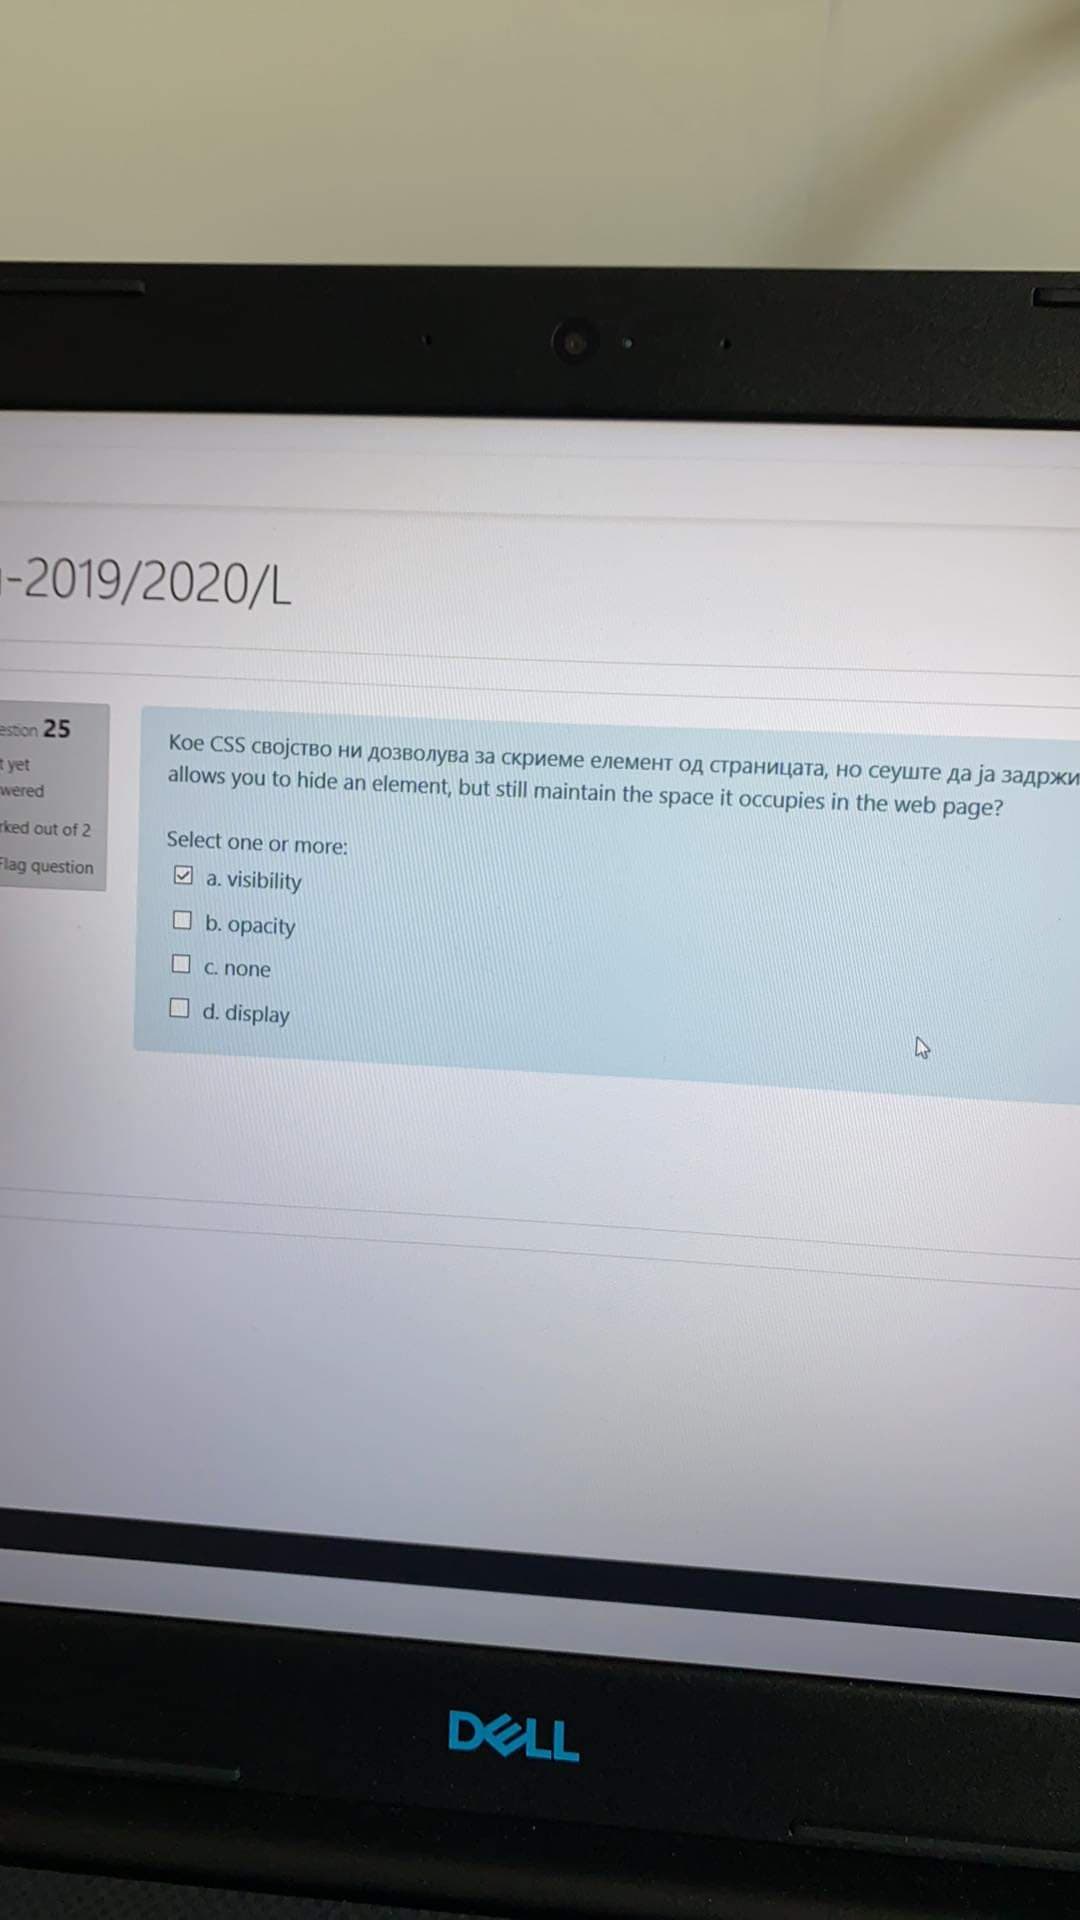 -2019/2020/L
estion 25
t yet
wered
rked out of 2
Flag question
Кое CSS својство ни дозволува за скриеме елемент од страницата, но сеуште да ја задржи
allows you to hide an element, but still maintain the space it occupies in the web page?
Select one or more:
a. visibility
b. opacity
c. none
d. display
DELL